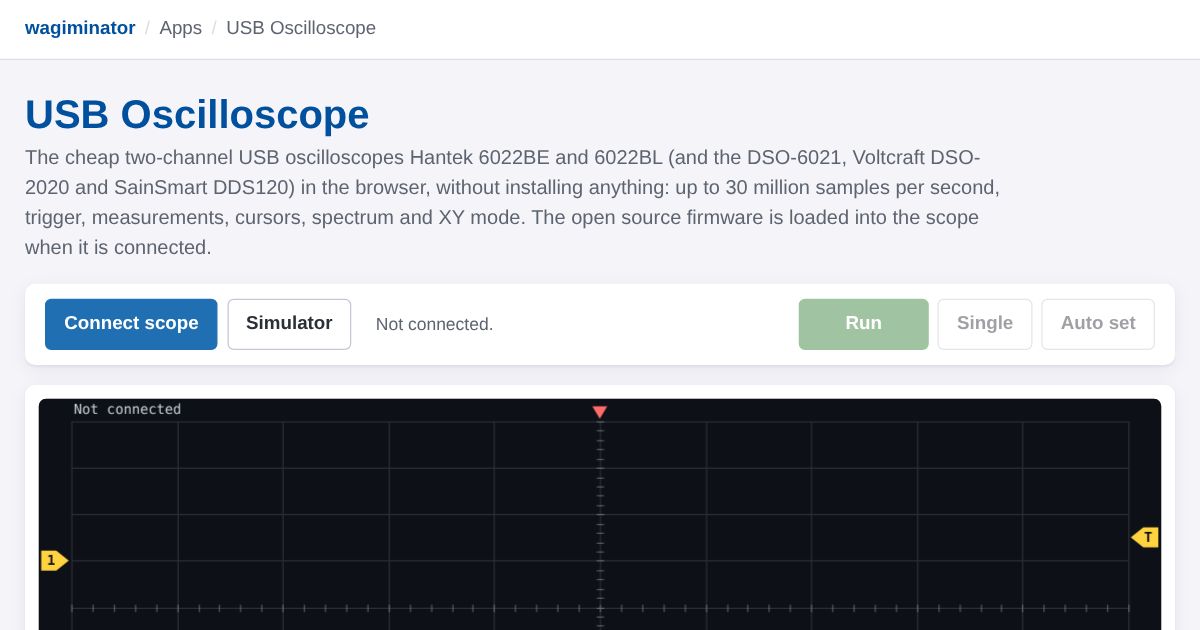 wagiminator / Apps / USB Oscilloscope
USB Oscilloscope
The cheap two-channel USB oscilloscopes Hantek 6022BE and 6022BL (and the DSO-6021, Voltcraft DSO-
2020 and SainSmart DDS120) in the browser, without installing anything: up to 30 million samples per second,
trigger, measurements, cursors, spectrum and XY mode. The open source firmware is loaded into the scope
when it is connected.
Connect scope Simulator Not connected. Run Single Auto set
Not connected
T
1